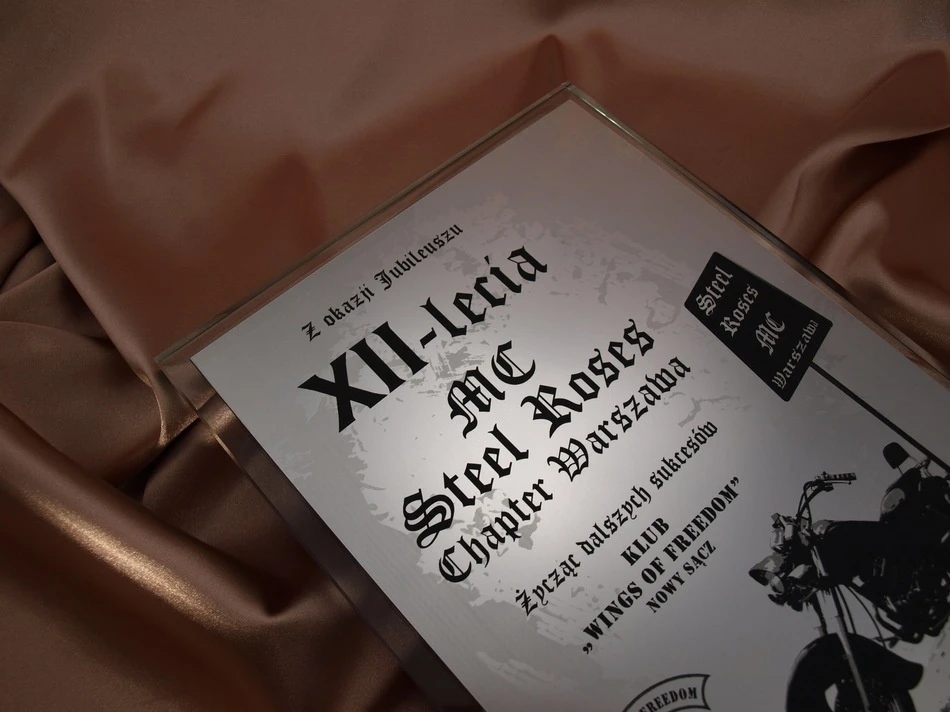 Z okazji Jubileuszu
XII-lecia
MC
Steel Roses
Chapter Warszawa
Życząc dalszych sukcesów
KLUB
„WINGS OF FREEDOM”
NOWY SĄCZ
Steel
Roses
MC
Warszawa
FREEDOM